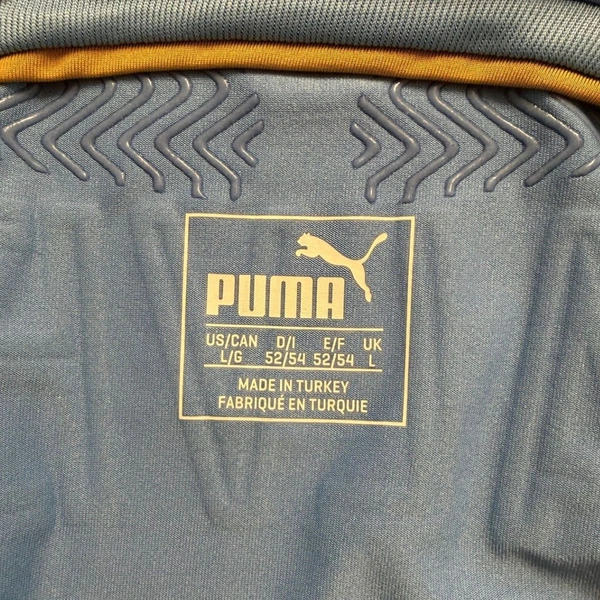 PUMA
US/CAN D/I E/F UK
L/G 52/54 52/54 L
MADE IN TURKEY
FABRIQUÉ EN TURQUIE